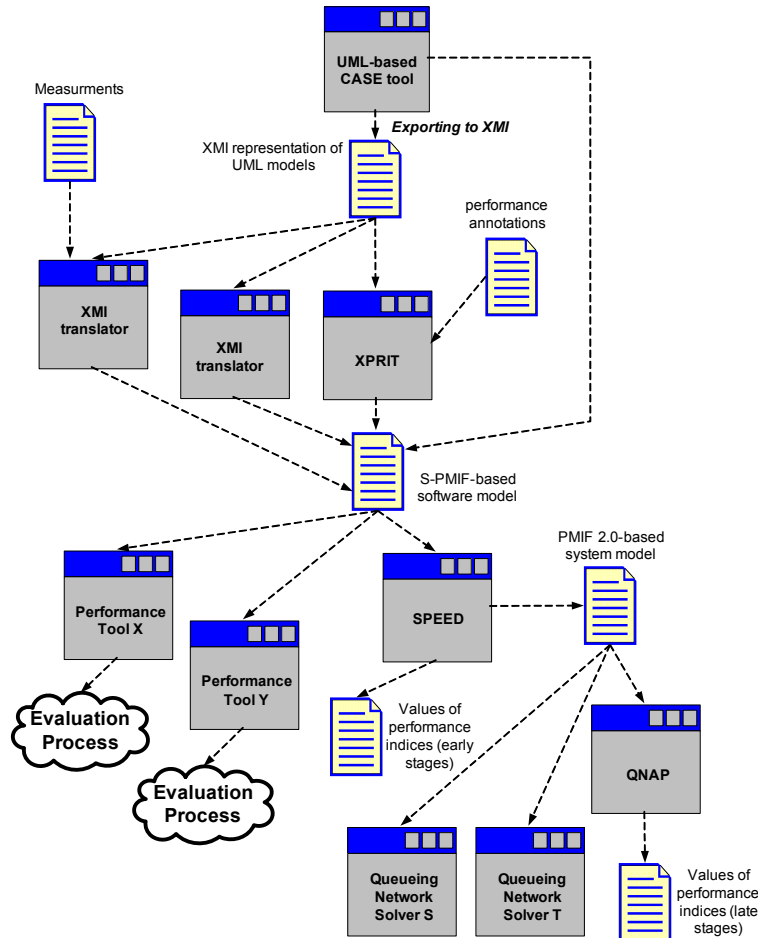 UML-based
CASE tool
Measurments
Exporting to XMI
XMI representation of
UML models
performance
annotations
XMI
translator
XMI
translator
XPRIT
S-PMIF-based
software model
PMIF 2.0-based
system model
Performance
Tool X
SPEED
Performance
Tool Y
Evaluation
Process
Values of
performance
indices (early
stages)
QNAP
Evaluation
Process
Queueing
Network
Solver S
Queueing
Network
Solver T
Values of
performance
indices (late
stages)